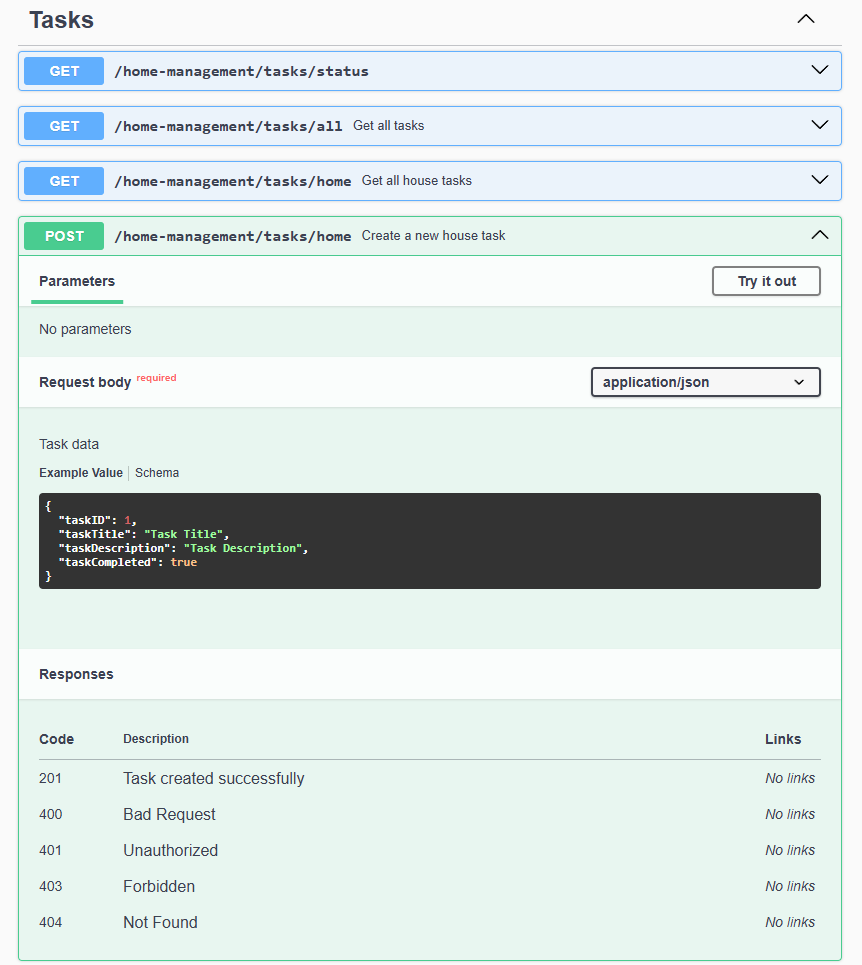 Tasks
GET /home-management/tasks/status
GET /home-management/tasks/all Get all tasks
GET /home-management/tasks/home Get all house tasks
POST /home-management/tasks/home Create a new house task
Parameters Try it out
No parameters
Request body required application/json
Task data
Example Value Schema
{
  "taskID": 1,
  "taskTitle": "Task Title",
  "taskDescription": "Task Description",
  "taskCompleted": true
}
Responses
Code Description Links
201 Task created successfully No links
400 Bad Request No links
401 Unauthorized No links
403 Forbidden No links
404 Not Found No links